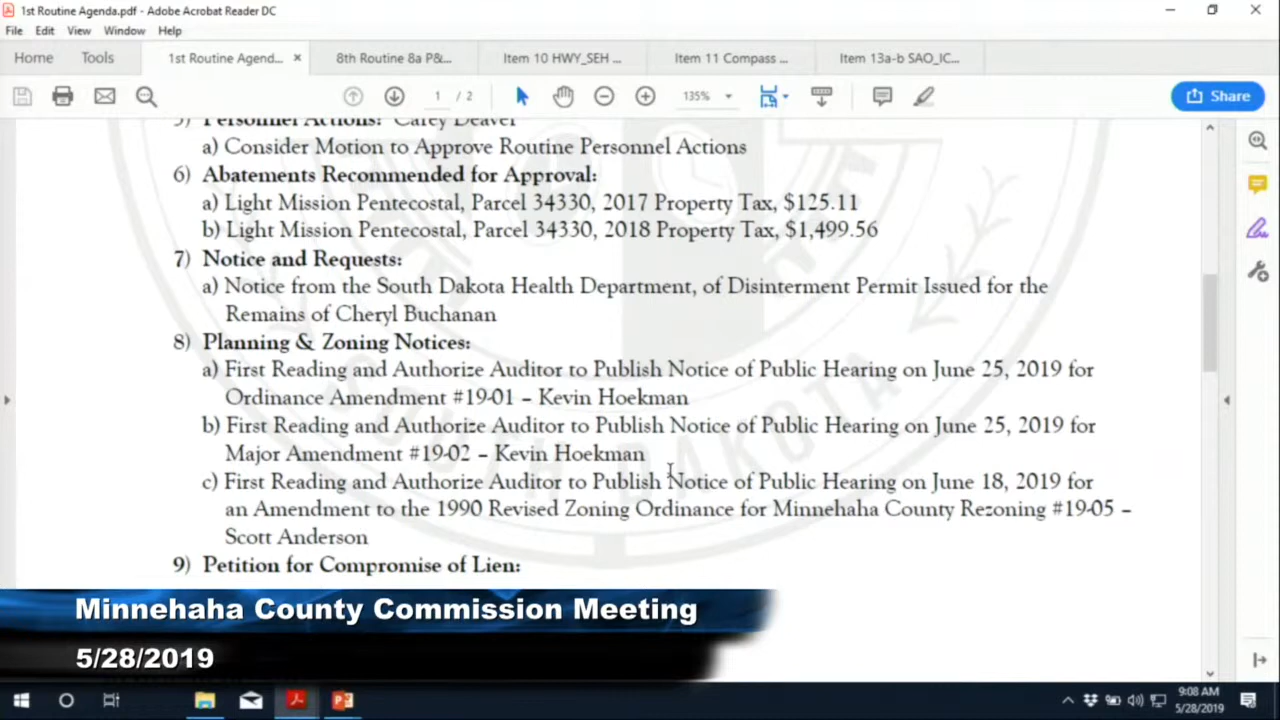 1st Routine Agenda.pdf - Adobe Acrobat Reader DC
File Edit View Window Help
Home Tools 1st Routine Agend... × 8th Routine 8a P&... Item 10 HWY_SEH ... Item 11 Compass ... Item 13a-b SAO_IC...
1 / 2 135% Share
5) Personnel Actions: Carey Deaver
a) Consider Motion to Approve Routine Personnel Actions
6) Abatements Recommended for Approval:
a) Light Mission Pentecostal, Parcel 34330, 2017 Property Tax, $125.11
b) Light Mission Pentecostal, Parcel 34330, 2018 Property Tax, $1,499.56
7) Notice and Requests:
a) Notice from the South Dakota Health Department, of Disinterment Permit Issued for the
Remains of Cheryl Buchanan
8) Planning & Zoning Notices:
a) First Reading and Authorize Auditor to Publish Notice of Public Hearing on June 25, 2019 for
Ordinance Amendment #19-01 – Kevin Hoekman
b) First Reading and Authorize Auditor to Publish Notice of Public Hearing on June 25, 2019 for
Major Amendment #19-02 – Kevin Hoekman
c) First Reading and Authorize Auditor to Publish Notice of Public Hearing on June 18, 2019 for
an Amendment to the 1990 Revised Zoning Ordinance for Minnehaha County Rezoning #19-05 –
Scott Anderson
9) Petition for Compromise of Lien:
SOUTH DAKOTA
Minnehaha County Commission Meeting
5/28/2019
9:08 AM
5/28/2019